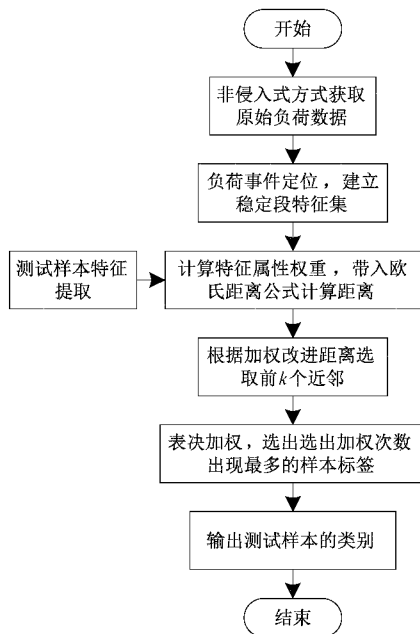 开始
非侵入式方式获取
原始负荷数据
负荷事件定位，建立
稳定段特征集
测试样本特征
提取
计算特征属性权重，带入欧
氏距离公式计算距离
根据加权改进距离选
取前k个近邻
表决加权，选出选出加权次数
出现最多的样本标签
输出测试样本的类别
结束